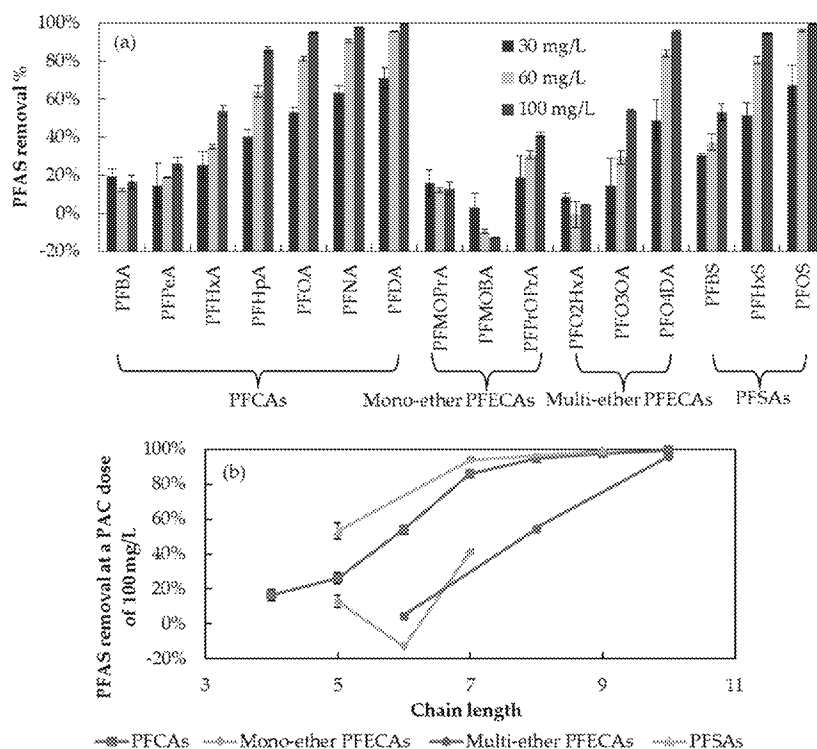 100%
80%
60%
40%
20%
0%
-20%
PFAS removal %
(a)
30 mg/L
60 mg/L
100 mg/L
PFBA
PFPeA
PFHxA
PFHpA
PFOA
PFNA
PFDA
PFMOPrA
PFMOBA
PFPrOPrA
PFO2HxA
PFO3OA
PFO4DA
PFBS
PFHxS
PFOS
PFCAs
Mono-ether PFECAs
Multi-ether PFECAs
PFSAs
100%
80%
60%
40%
20%
0%
-20%
PFAS removal at a PAC dose
of 100 mg/L
(b)
3 5 7 9 11
Chain length
PFCAs Mono-ether PFECAs Multi-ether PFECAs PFSAs